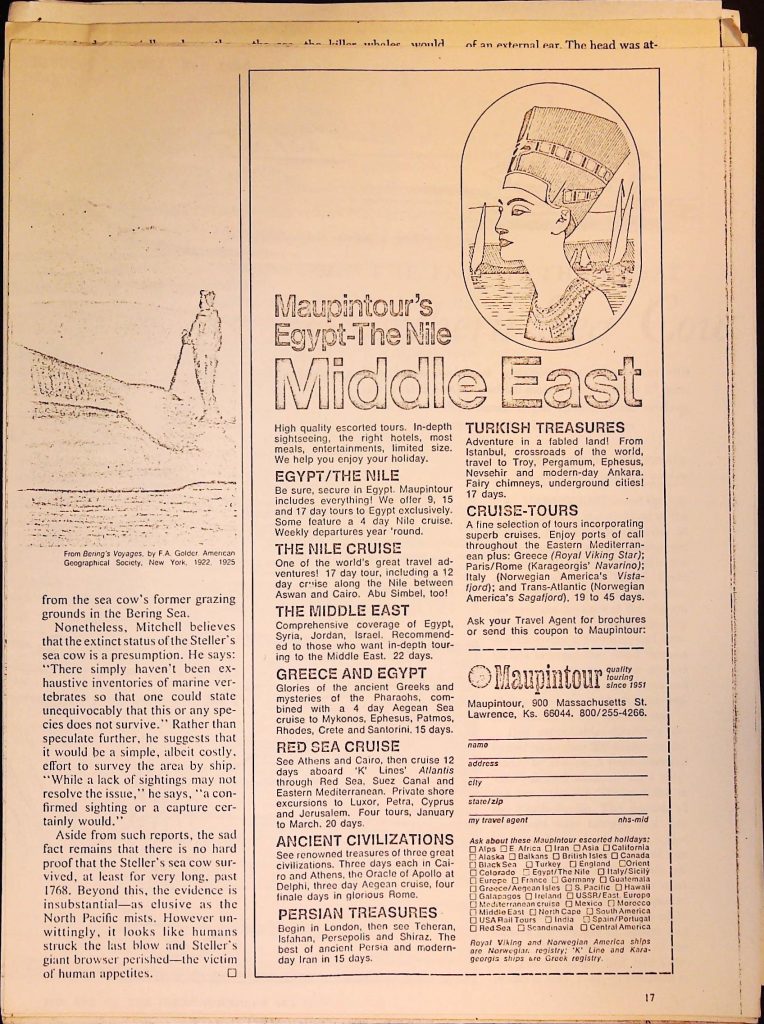 the killer whales would
of an external ear. The head was at-
From Bering's Voyages, by F.A. Golder. American
Geographical Society, New York, 1922, 1925
from the sea cow's former grazing
grounds in the Bering Sea.
Nonetheless, Mitchell believes
that the extinct status of the Steller's
sea cow is a presumption. He says:
"There simply haven't been ex-
haustive inventories of marine ver-
tebrates so that one could state
unequivocably that this or any spe-
cies does not survive." Rather than
speculate further, he suggests that
it would be a simple, albeit costly,
effort to survey the area by ship.
"While a lack of sightings may not
resolve the issue," he says, "a con-
firmed sighting or a capture cer-
tainly would."
Aside from such reports, the sad
fact remains that there is no hard
proof that the Steller's sea cow sur-
vived, at least for very long, past
1768. Beyond this, the evidence is
insubstantial—as elusive as the
North Pacific mists. However un-
wittingly, it looks like humans
struck the last blow and Steller's
giant browser perished—the victim
of human appetites. □
Maupintour's
Egypt-The Nile
Middle East
High quality escorted tours. In-depth
sightseeing, the right hotels, most
meals, entertainments, limited size.
We help you enjoy your holiday.
EGYPT/THE NILE
Be sure, secure in Egypt. Maupintour
includes everything! We offer 9, 15
and 17 day tours to Egypt exclusively.
Some feature a 4 day Nile cruise.
Weekly departures year 'round.
THE NILE CRUISE
One of the world's great travel ad-
ventures! 17 day tour, including a 12
day cruise along the Nile between
Aswan and Cairo. Abu Simbel, too!
THE MIDDLE EAST
Comprehensive coverage of Egypt,
Syria, Jordan, Israel. Recommend-
ed to those who want in-depth tour-
ing to the Middle East. 22 days.
GREECE AND EGYPT
Glories of the ancient Greeks and
mysteries of the Pharaohs, com-
bined with a 4 day Aegean Sea
cruise to Mykonos, Ephesus, Patmos,
Rhodes, Crete and Santorini. 15 days.
RED SEA CRUISE
See Athens and Cairo, then cruise 12
days aboard 'K' Lines' Atlantis
through Red Sea, Suez Canal and
Eastern Mediterranean. Private shore
excursions to Luxor, Petra, Cyprus
and Jerusalem. Four tours, January
to March. 20 days.
ANCIENT CIVILIZATIONS
See renowned treasures of three great
civilizations. Three days each in Cai-
ro and Athens, the Oracle of Apollo at
Delphi, three day Aegean cruise, four
finale days in glorious Rome.
PERSIAN TREASURES
Begin in London, then see Teheran,
Isfahan, Persepolis and Shiraz. The
best of ancient Persia and modern-
day Iran in 15 days.
TURKISH TREASURES
Adventure in a fabled land! From
Istanbul, crossroads of the world,
travel to Troy, Pergamum, Ephesus,
Nevsehir and modern-day Ankara.
Fairy chimneys, underground cities!
17 days.
CRUISE-TOURS
A fine selection of tours incorporating
superb cruises. Enjoy ports of call
throughout the Eastern Mediterran-
ean plus: Greece (Royal Viking Star);
Paris/Rome (Karageorgis' Navarino);
Italy (Norwegian America's Vista-
fjord); and Trans-Atlantic (Norwegian
America's Sagafjord). 19 to 45 days.
Ask your Travel Agent for brochures
or send this coupon to Maupintour:
Maupintour quality
touring
since 1951
Maupintour, 900 Massachusetts St.
Lawrence, Ks. 66044. 800/255-4266.
name
address
city
state/zip
my travel agent nhs-mid
Ask about these Maupintour escorted holidays:
□ Alps □ E. Africa □ Iran □ Asia □ California
□ Alaska □ Balkans □ British Isles □ Canada
□ Black Sea □ Turkey □ England □ Orient
□ Colorado □ Egypt/The Nile □ Italy/Sicily
□ Europe □ France □ Germany □ Guatemala
□ Greece/Aegean Isles □ S. Pacific □ Hawaii
□ Galapagos □ Ireland □ USSR/East Europe
□ Mediterranean cruise □ Mexico □ Morocco
□ Middle East □ North Cape □ South America
□ USA Rail Tours □ India □ Spain/Portugal
□ Red Sea □ Scandinavia □ Central America
Royal Viking and Norwegian America ships
are Norwegian registry; 'K' Line and Kara-
georgis ships are Greek registry.
17